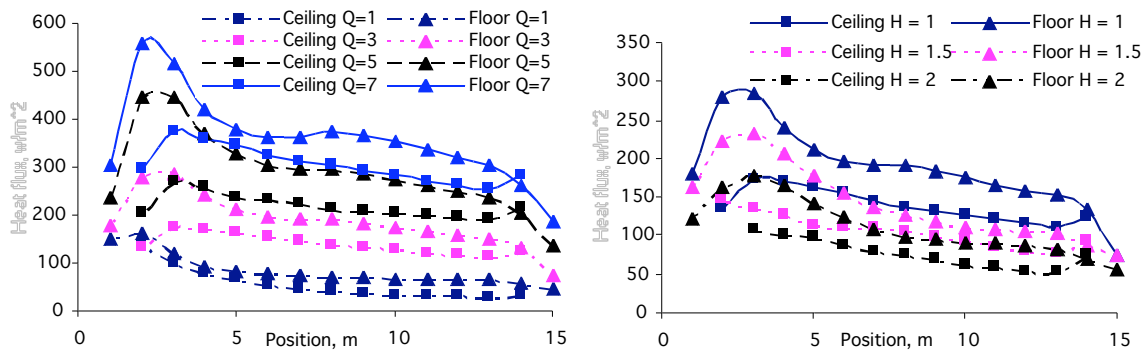 Ceiling Q=1 Floor Q=1
Ceiling Q=3 Floor Q=3
Ceiling Q=5 Floor Q=5
Ceiling Q=7 Floor Q=7
600
500
400
300
200
100
0
Heat flux, w/m^2
5 10 15
Position, m
Ceiling H = 1 Floor H = 1
Ceiling H = 1.5 Floor H = 1.5
Ceiling H = 2 Floor H = 2
350
300
250
200
150
100
50
0
Heat flux, w/m^2
0 5 10 15
Position, m